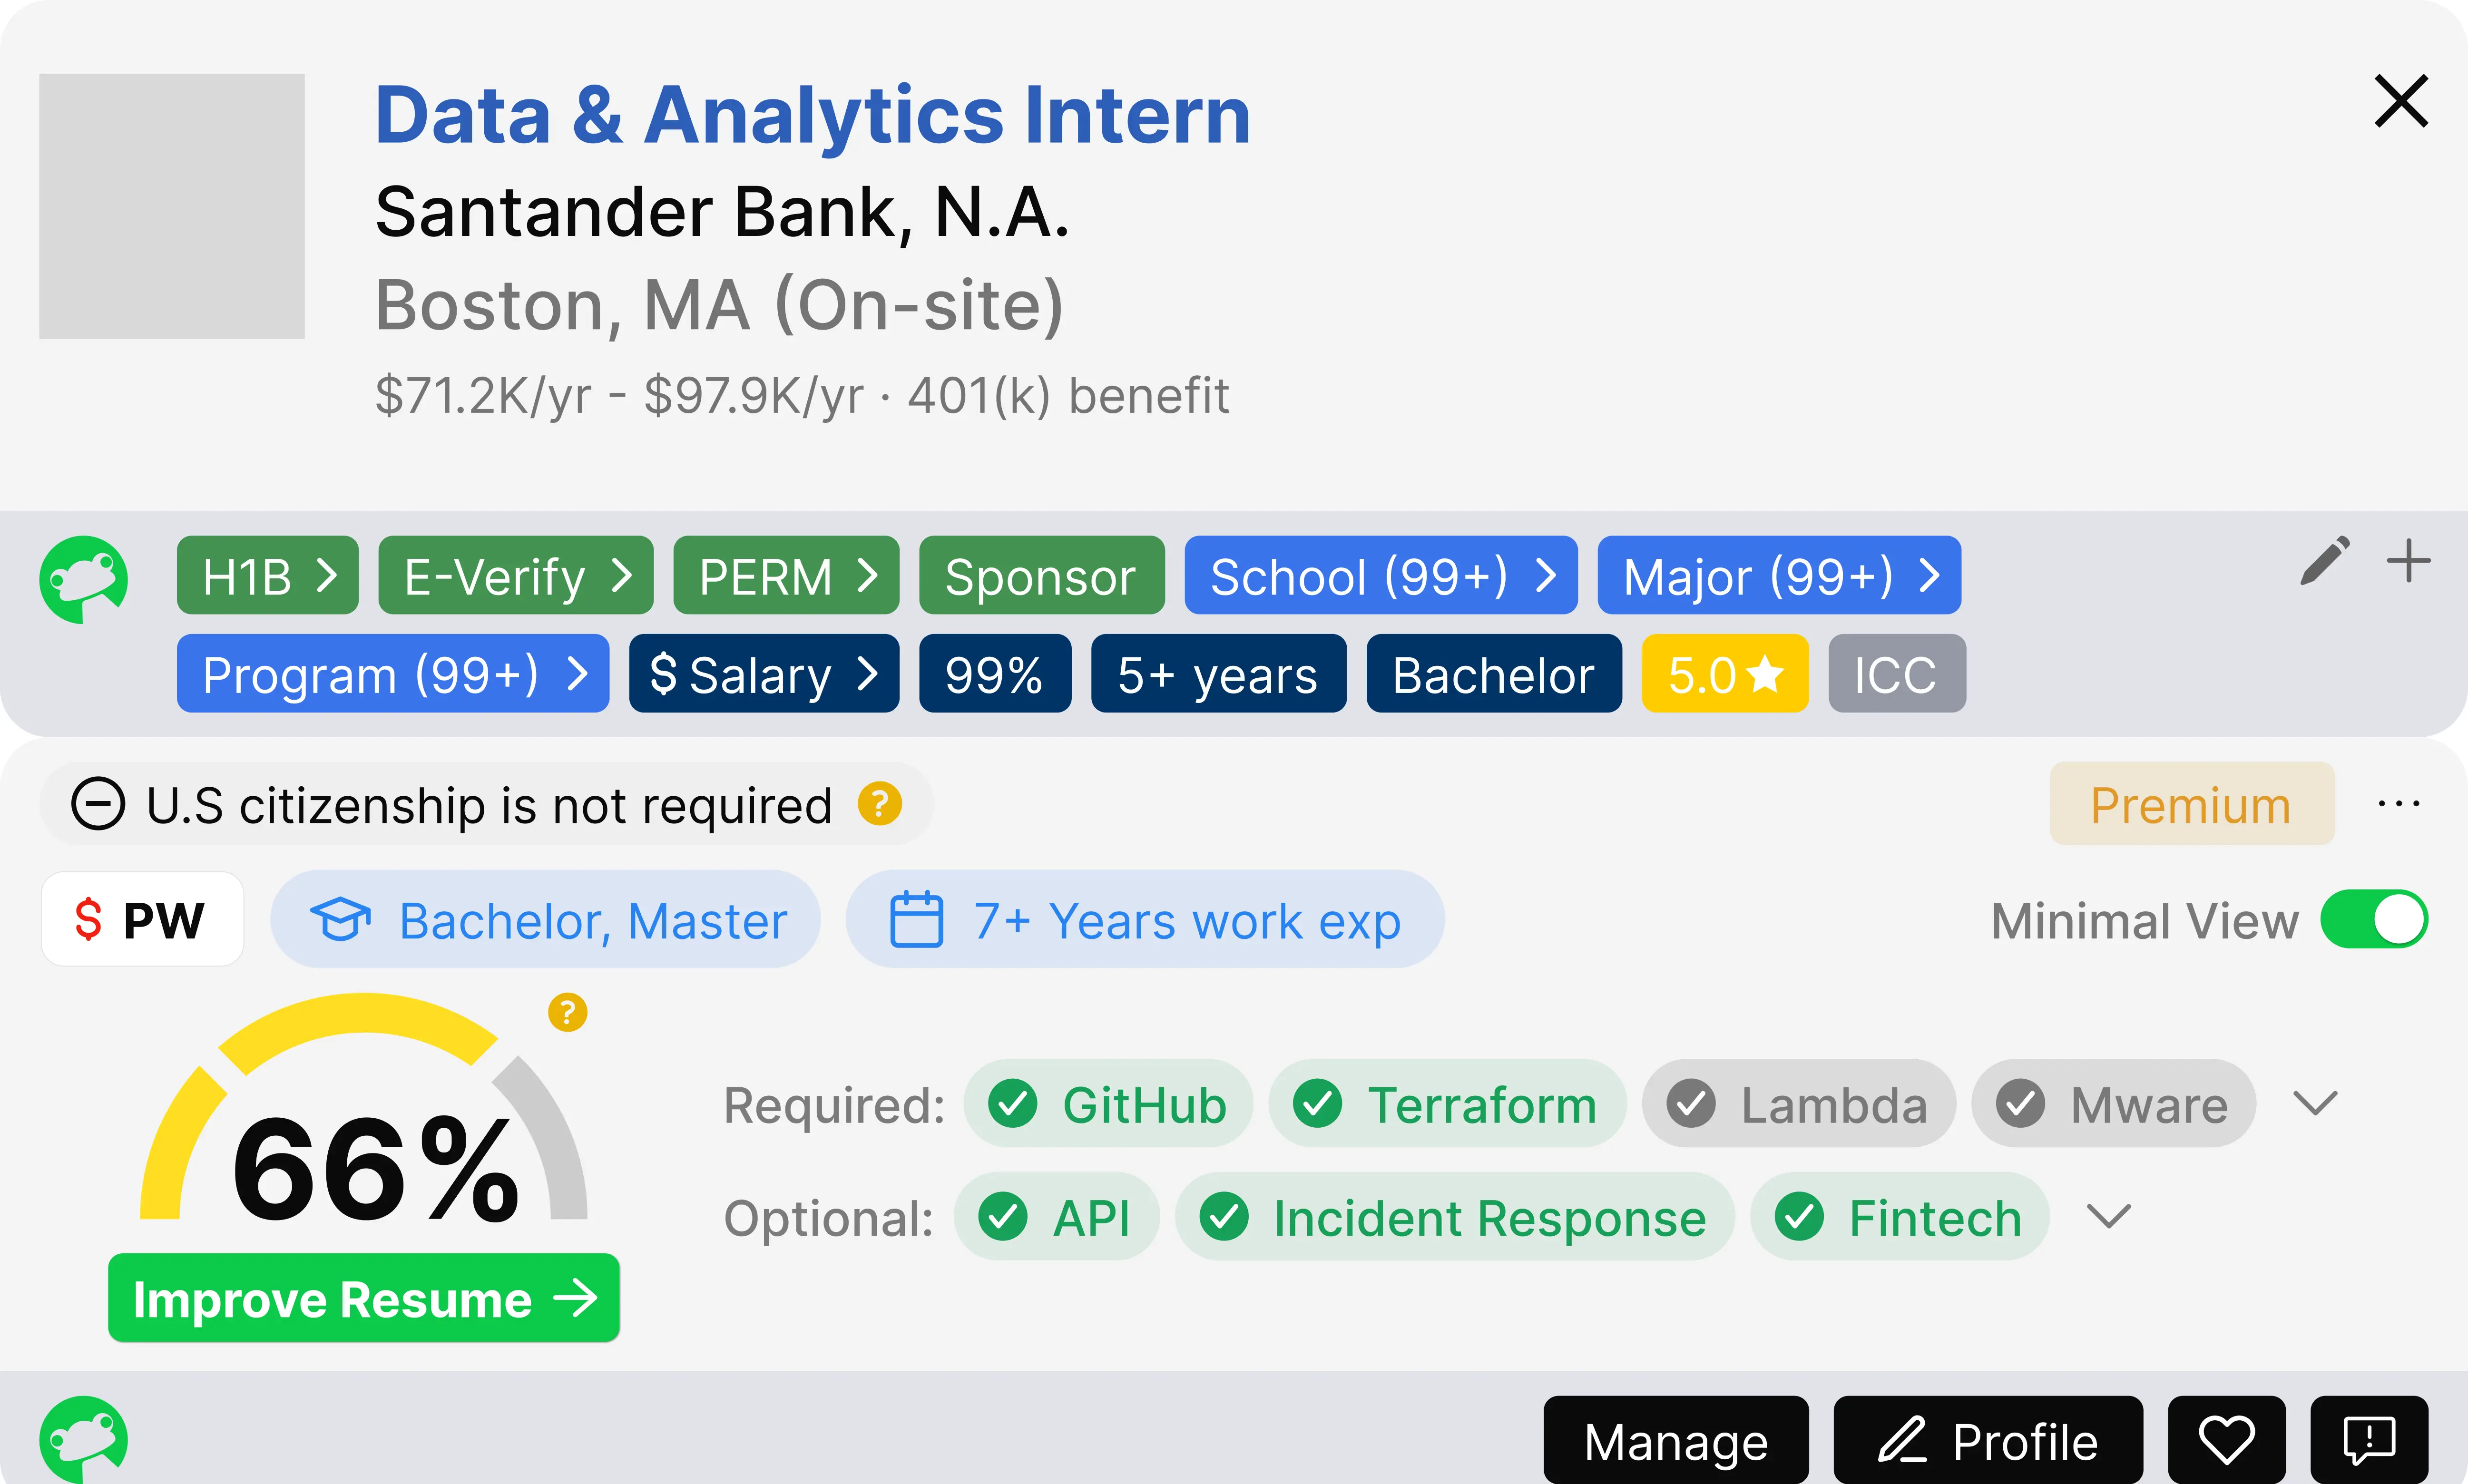 Data & Analytics Intern
Santander Bank, N.A.
Boston, MA (On-site)
$71.2K/yr - $97.9K/yr · 401(k) benefit
H1B E-Verify PERM Sponsor School (99+) Major (99+)
Program (99+) $ Salary 99% 5+ years Bachelor 5.0 ICC
U.S citizenship is not required ? Premium ...
$ PW Bachelor, Master 7+ Years work exp Minimal View
?
66%
Required: GitHub Terraform Lambda Mware
Optional: API Incident Response Fintech
Improve Resume
Manage Profile